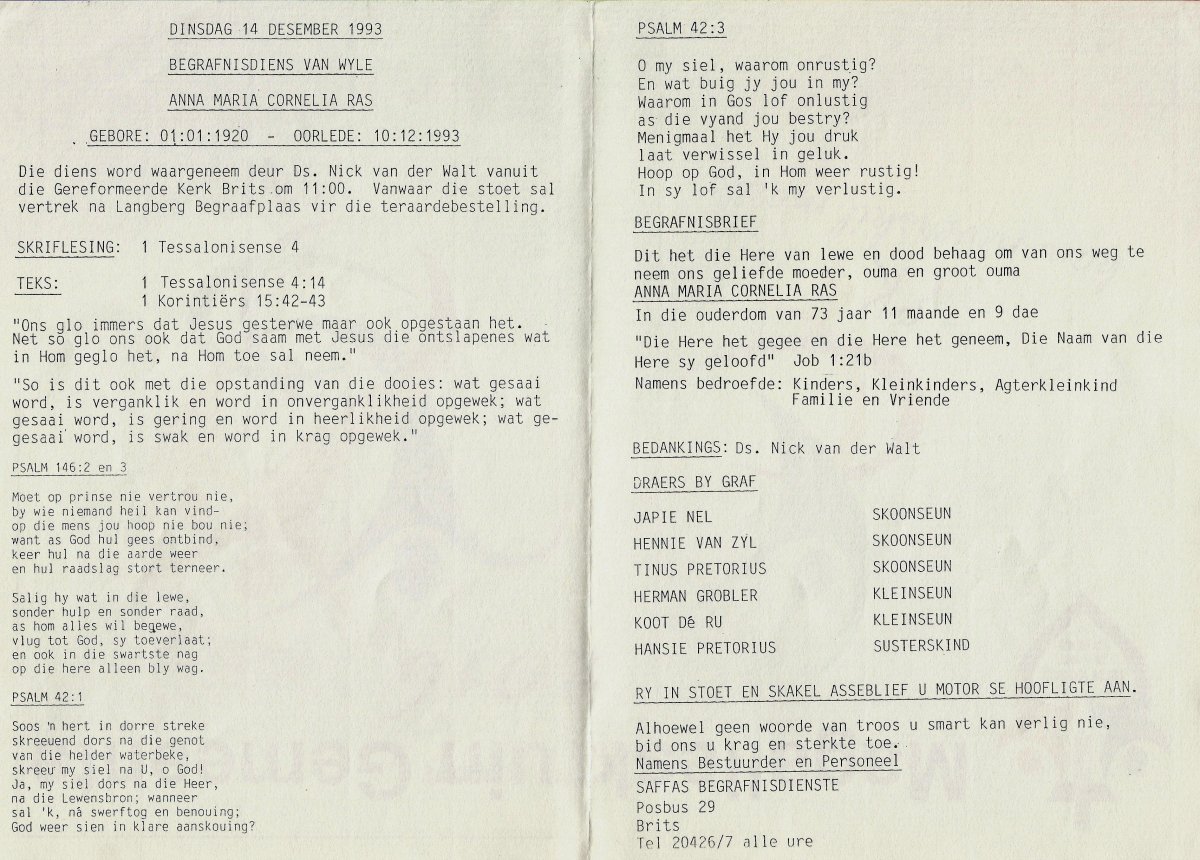 DINSDAG 14 DESEMBER 1993
BEGRAFNISDIENS VAN WYLE
ANNA MARIA CORNELIA RAS
GEBORE: 01:01:1920 - OORLEDE: 10:12:1993
Die diens word waargeneem deur Ds. Nick van der Walt vanuit
die Gereformeerde Kerk Brits om 11:00. Vanwaar die stoet sal
vertrek na Langberg Begraafplaas vir die teraardebestelling.
SKRIFLESING: 1 Tessalonisense 4
TEKS: 1 Tessalonisense 4:14
1 Korintiërs 15:42-43
"Ons glo immers dat Jesus gesterwe maar ook opgestaan het.
Net so glo ons ook dat God saam met Jesus die ontslapenes wat
in Hom geglo het, na Hom toe sal neem."
"So is dit ook met die opstanding van die dooies: wat gesaai
word, is verganklik en word in onverganklikheid opgewek; wat
gesaai word, is gering en word in heerlikheid opgewek; wat ge-
gesaai word, is swak en word in krag opgewek."
PSALM 146:2 en 3
Moet op prinse nie vertrou nie,
by wie niemand heil kan vind-
op die mens jou hoop nie bou nie;
want as God hul gees ontbind,
keer hul na die aarde weer
en hul raadslag stort terneer.
Salig hy wat in die lewe,
sonder hulp en sonder raad,
as hom alles wil begewe,
vlug tot God, sy toeverlaat;
en ook in die swartste nag
op die here alleen bly wag.
PSALM 42:1
Soos 'n hert in dorre streke
skreeuend dors na die genot
van die helder waterbeke,
skreeu my siel na U, o God!
Ja, my siel dors na die Heer,
na die Lewensbron; wanneer
sal 'k, ná swerftog en benouing;
God weer sien in klare aanskouing?
PSALM 42:3
O my siel, waarom onrustig?
En wat buig jy jou in my?
Waarom in Gos lof onlustig
as die vyand jou bestry?
Menigmaal het Hy jou druk
laat verwissel in geluk.
Hoop op God, in Hom weer rustig!
In sy lof sal 'k my verlustig.
BEGRAFNISBRIEF
Dit het die Here van lewe en dood behaag om van ons weg te
neem ons geliefde moeder, ouma en groot ouma
ANNA MARIA CORNELIA RAS
In die ouderdom van 73 jaar 11 maande en 9 dae
"Die Here het gegee en die Here het geneem, Die Naam van die
Here sy geloofd" Job 1:21b
Namens bedroefde: Kinders, Kleinkinders, Agterkleinkind
Familie en Vriende
BEDANKINGS: Ds. Nick van der Walt
DRAERS BY GRAF
JAPIE NEL SKOONSEUN
HENNIE VAN ZYL SKOONSEUN
TINUS PRETORIUS SKOONSEUN
HERMAN GROBLER KLEINSEUN
KOOT Dé RU KLEINSEUN
HANSIE PRETORIUS SUSTERSKIND
RY IN STOET EN SKAKEL ASSEBLIEF U MOTOR SE HOOFLIGTE AAN.
Alhoewel geen woorde van troos u smart kan verlig nie,
bid ons u krag en sterkte toe.
Namens Bestuurder en Personeel
SAFFAS BEGRAFNISDIENSTE
Posbus 29
Brits
Tel 20426/7 alle ure